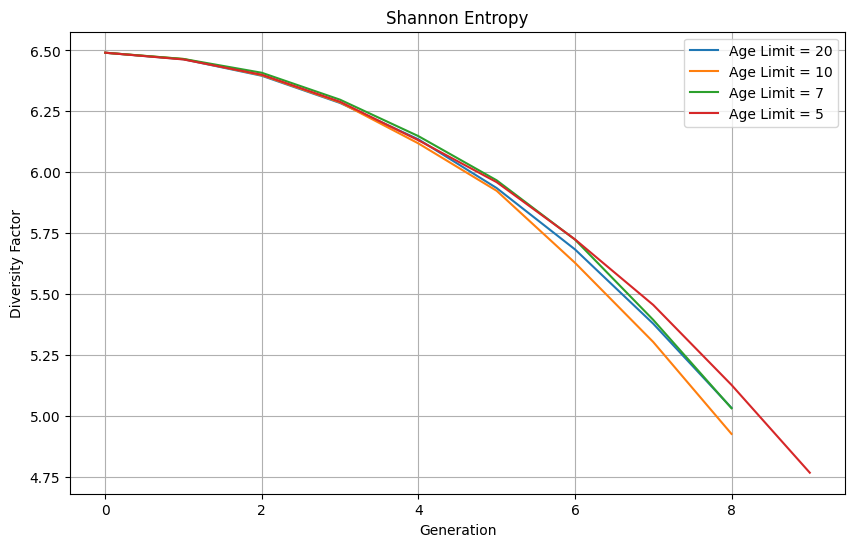 Shannon Entropy
Age Limit = 20
Age Limit = 10
Age Limit = 7
Age Limit = 5
Diversity Factor
6.50
6.25
6.00
5.75
5.50
5.25
5.00
4.75
0
2
4
6
8
Generation